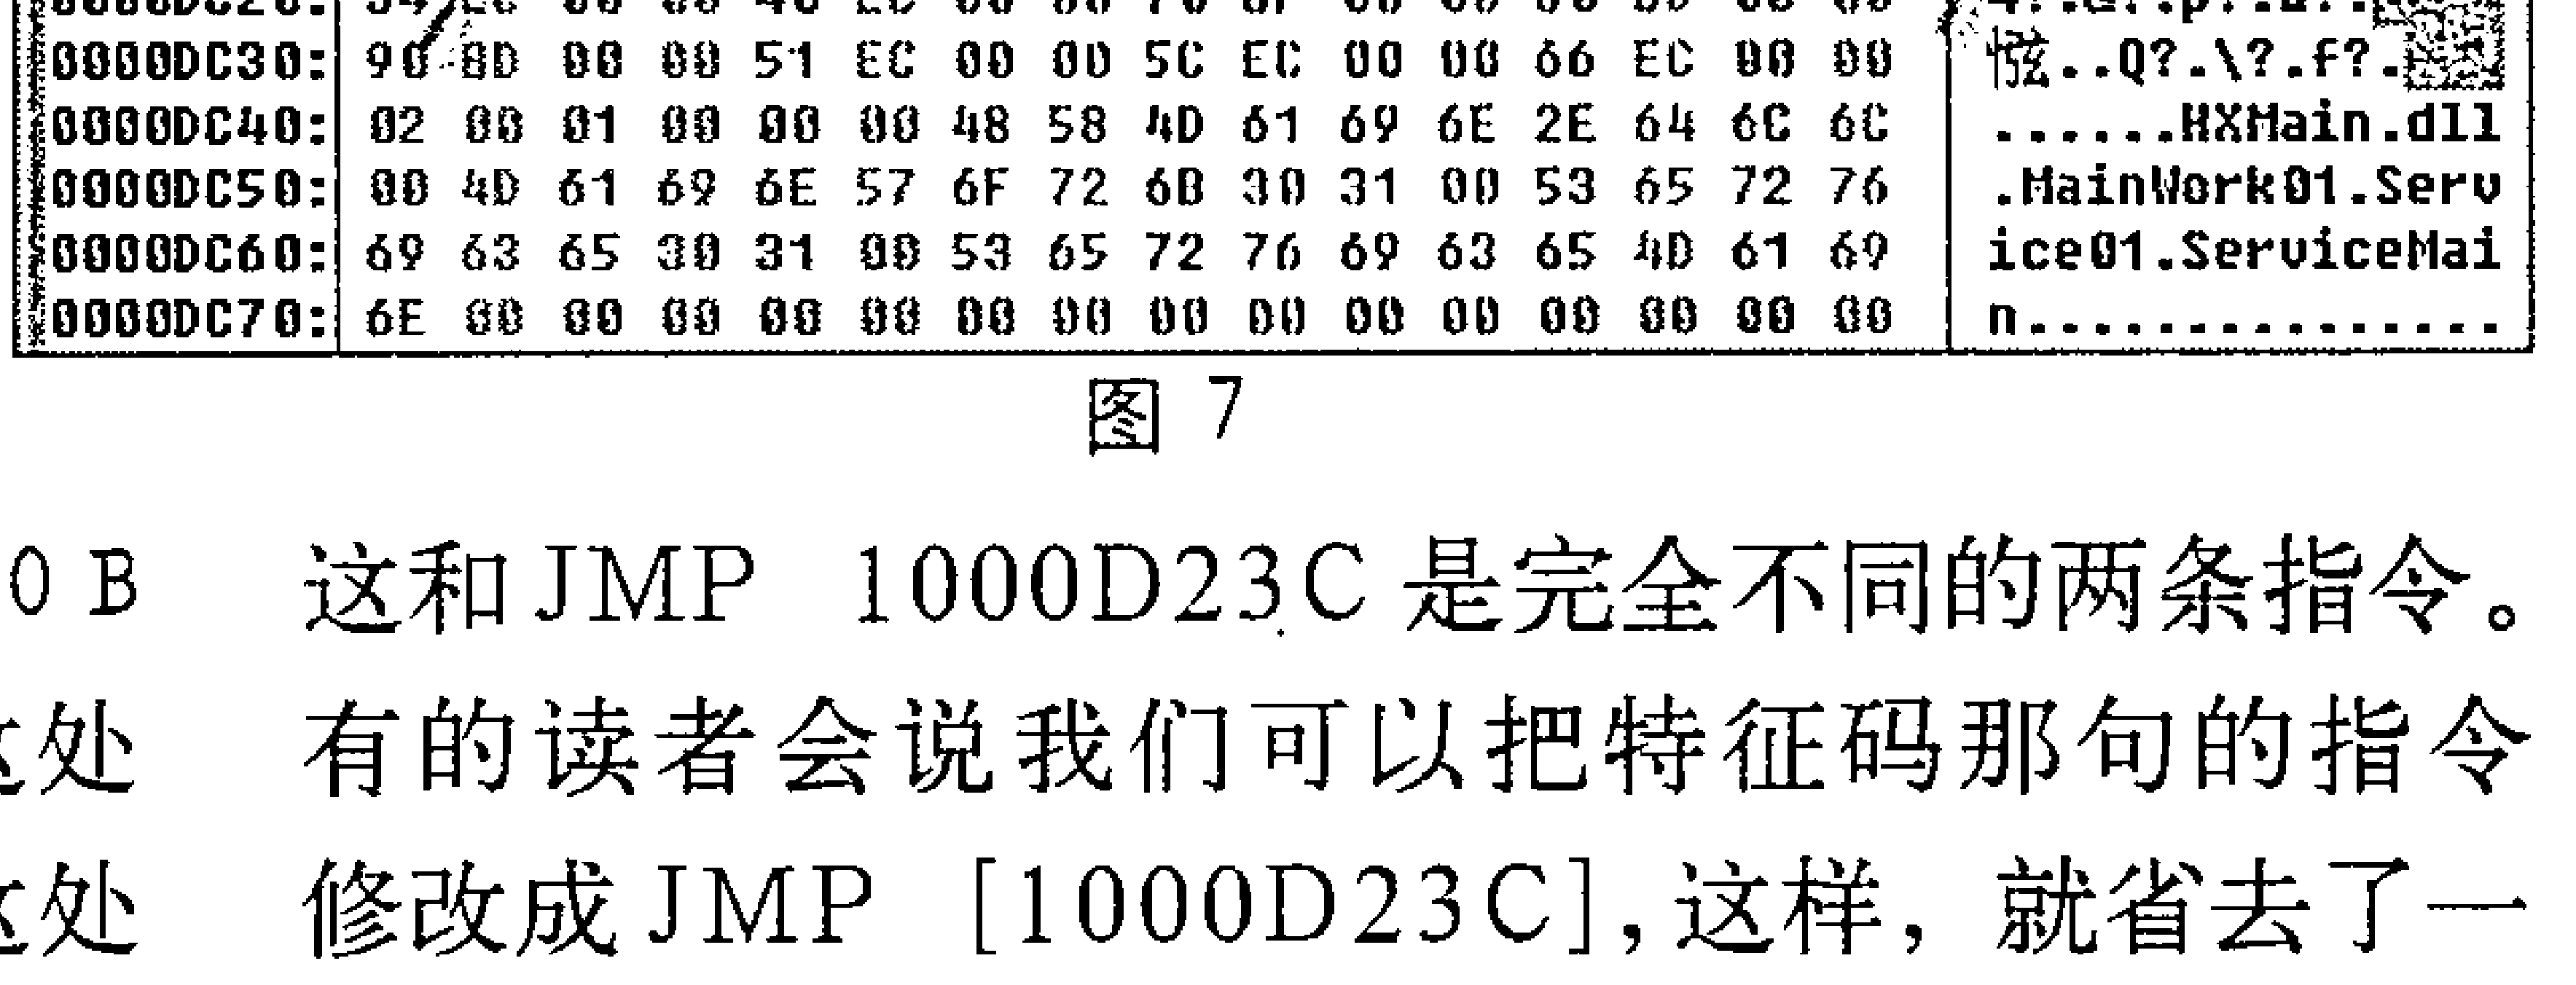 0000DC30: 90 8D 00 00 51 EC 00 00 5C EC 00 00 66 EC 00 00 ..Q?.\?.f?.
0000DC40: 02 00 01 00 00 00 48 58 4D 61 69 6E 2E 64 6C 6C ......HXMain.dll
0000DC50: 00 4D 61 69 6E 57 6F 72 6B 30 31 00 53 65 72 76 .MainWork01.Serv
0000DC60: 69 63 65 30 31 00 53 65 72 76 69 63 65 4D 61 69 ice01.ServiceMai
0000DC70: 6E 00 00 00 00 00 00 00 00 00 00 00 00 00 00 00 n...............
图 7
0B
处
处
这和JMP 1000D23C是完全不同的两条指令。
有的读者会说我们可以把特征码那句的指令
修改成JMP [1000D23C],这样，就省去了一